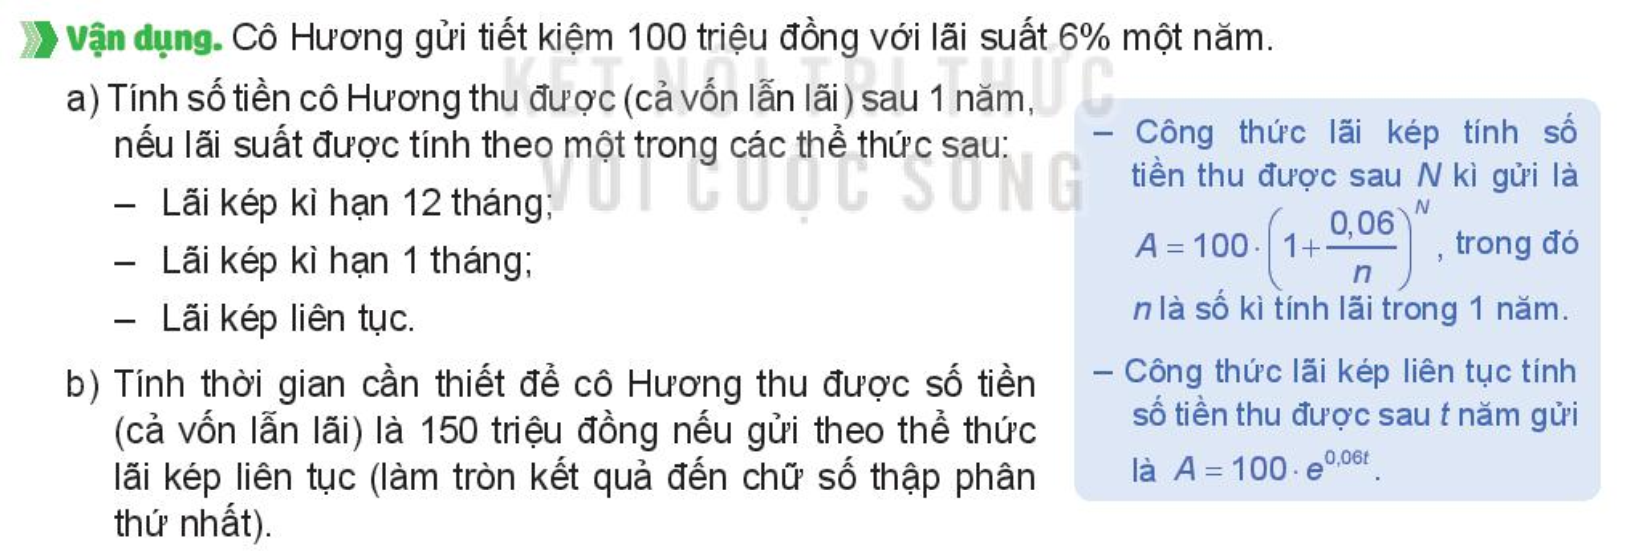 Vận dụng. Cô Hương gửi tiết kiệm 100 triệu đồng với lãi suất 6% một năm.
a) Tính số tiền cô Hương thu được (cả vốn lẫn lãi) sau 1 năm,
nếu lãi suất được tính theo một trong các thể thức sau:
– Lãi kép kì hạn 12 tháng;
– Lãi kép kì hạn 1 tháng;
– Lãi kép liên tục.
b) Tính thời gian cần thiết để cô Hương thu được số tiền
(cả vốn lẫn lãi) là 150 triệu đồng nếu gửi theo thể thức
lãi kép liên tục (làm tròn kết quả đến chữ số thập phân
thứ nhất).
– Công thức lãi kép tính số
tiền thu được sau N kì gửi là
A = 100 · (1 + 0,06/n)^N, trong đó
n là số kì tính lãi trong 1 năm.
– Công thức lãi kép liên tục tính
số tiền thu được sau t năm gửi
là A = 100 · e^0,06t.
KẾT NỐI TRI THỨC
VỚI CUỘC SỐNG